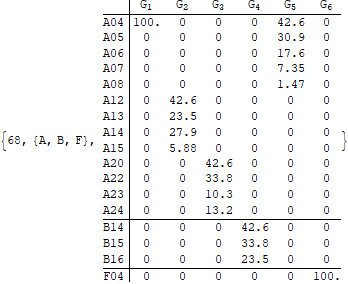 G₁ G₂ G₃ G₄ G₅ G₆
A04 100. 0 0 0 42.6 0
A05 0 0 0 0 30.9 0
A06 0 0 0 0 17.6 0
A07 0 0 0 0 7.35 0
A08 0 0 0 0 1.47 0
A12 0 42.6 0 0 0 0
A13 0 23.5 0 0 0 0
A14 0 27.9 0 0 0 0
{68, {A, B, F}, A15 0 5.88 0 0 0 0 }
A20 0 0 42.6 0 0 0
A22 0 0 33.8 0 0 0
A23 0 0 10.3 0 0 0
A24 0 0 13.2 0 0 0
B14 0 0 0 42.6 0 0
B15 0 0 0 33.8 0 0
B16 0 0 0 23.5 0 0
F04 0 0 0 0 0 100.